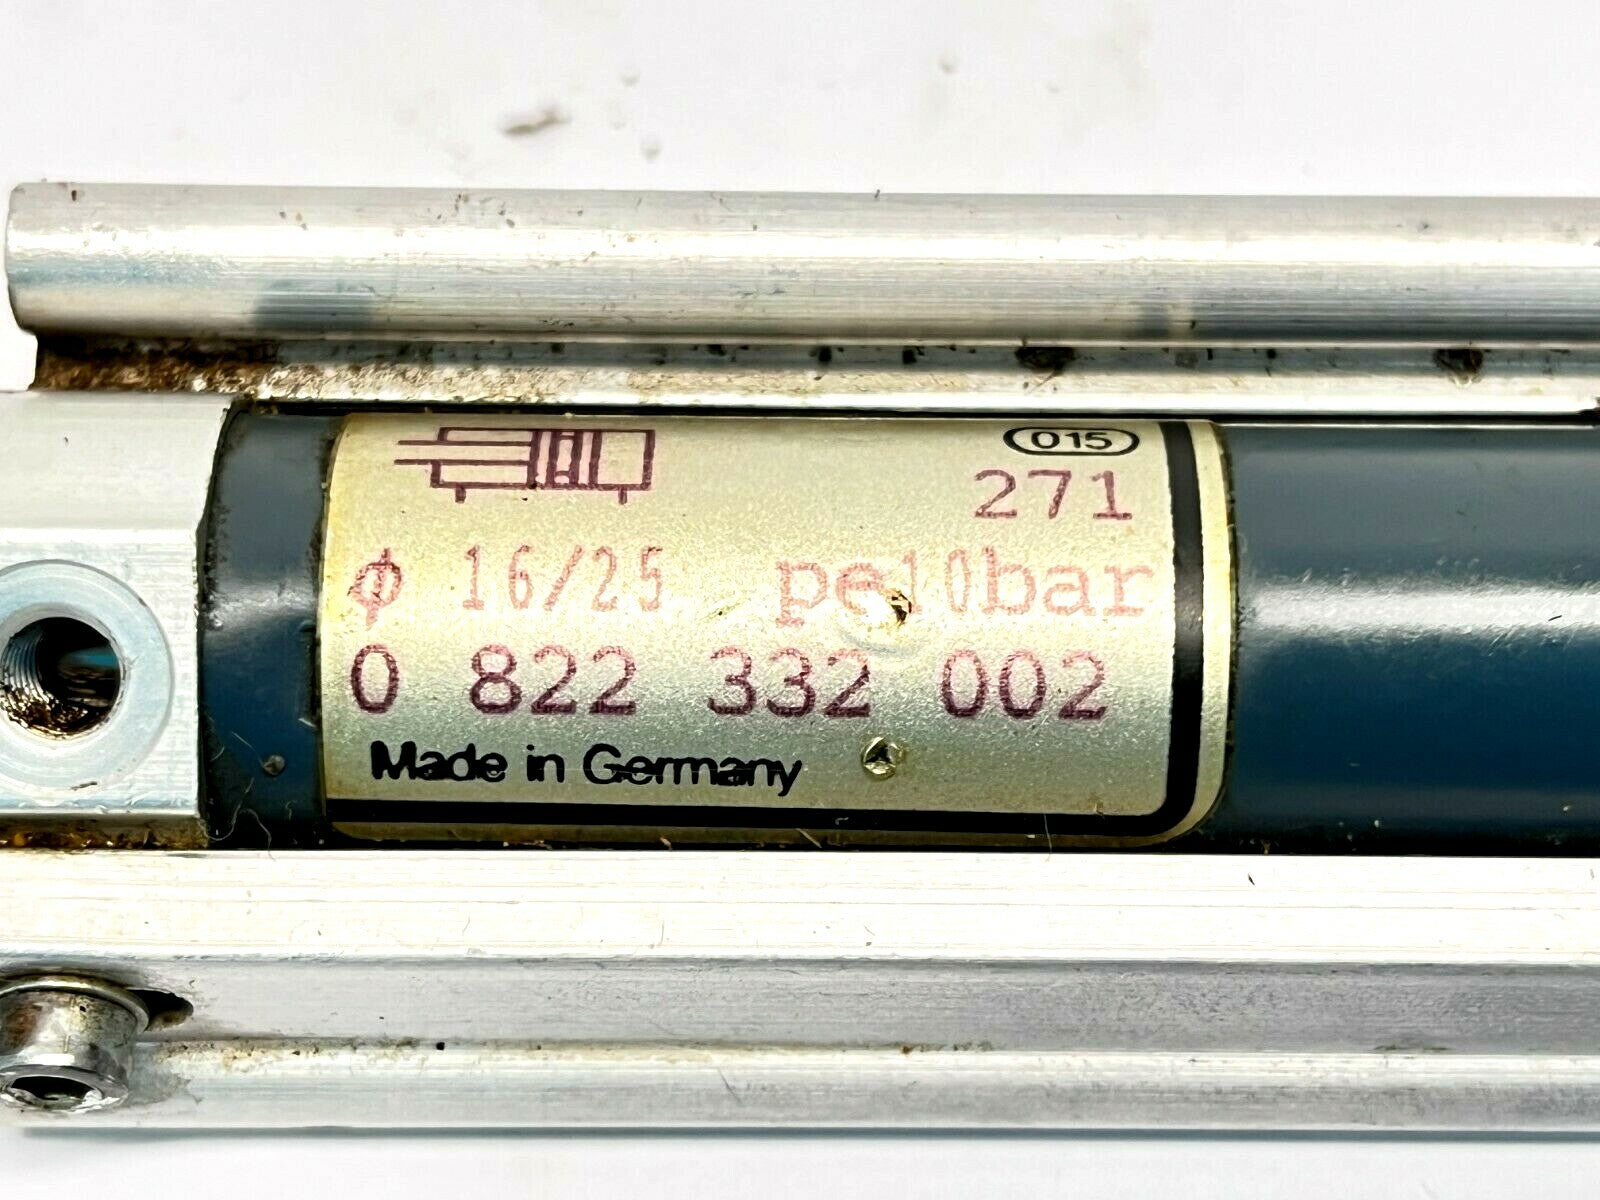 015
271
ϕ 16/25 pe10bar
0 822 332 002
Made in Germany